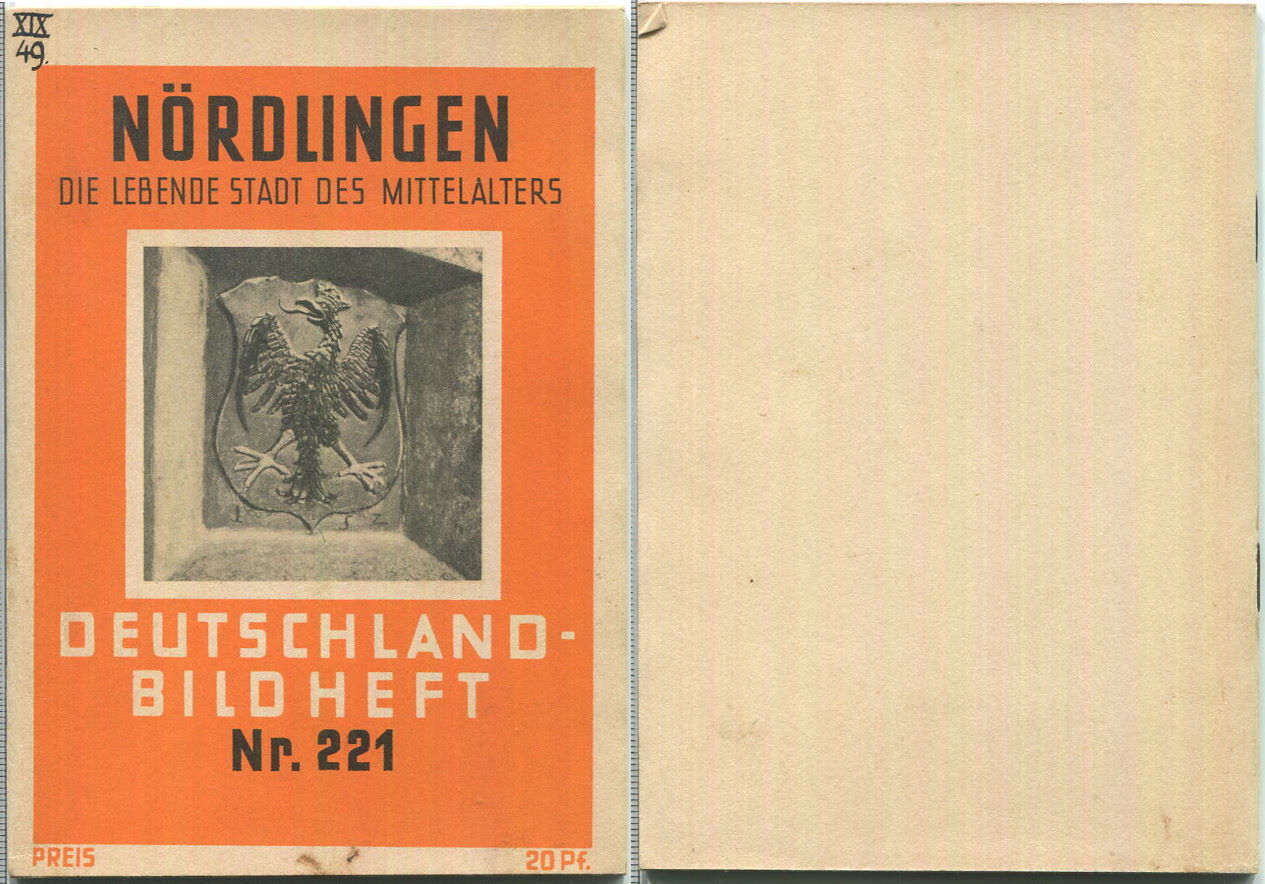 XIX
49.
NÖRDLINGEN
DIE LEBENDE STADT DES MITTELALTERS
DEUTSCHLAND-
BILDHEFT
Nr. 221
PREIS 20 Pf.